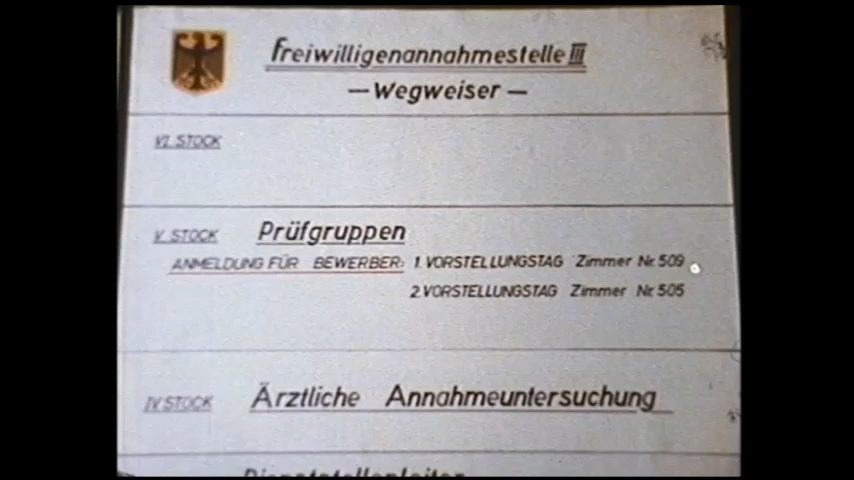 Freiwilligenannahmestelle III
— Wegweiser —
VI. STOCK
V. STOCK Prüfgruppen
ANMELDUNG FÜR BEWERBER: 1. VORSTELLUNGSTAG Zimmer Nr. 509
2. VORSTELLUNGSTAG Zimmer Nr. 505
IV. STOCK Ärztliche Annahmeuntersuchung